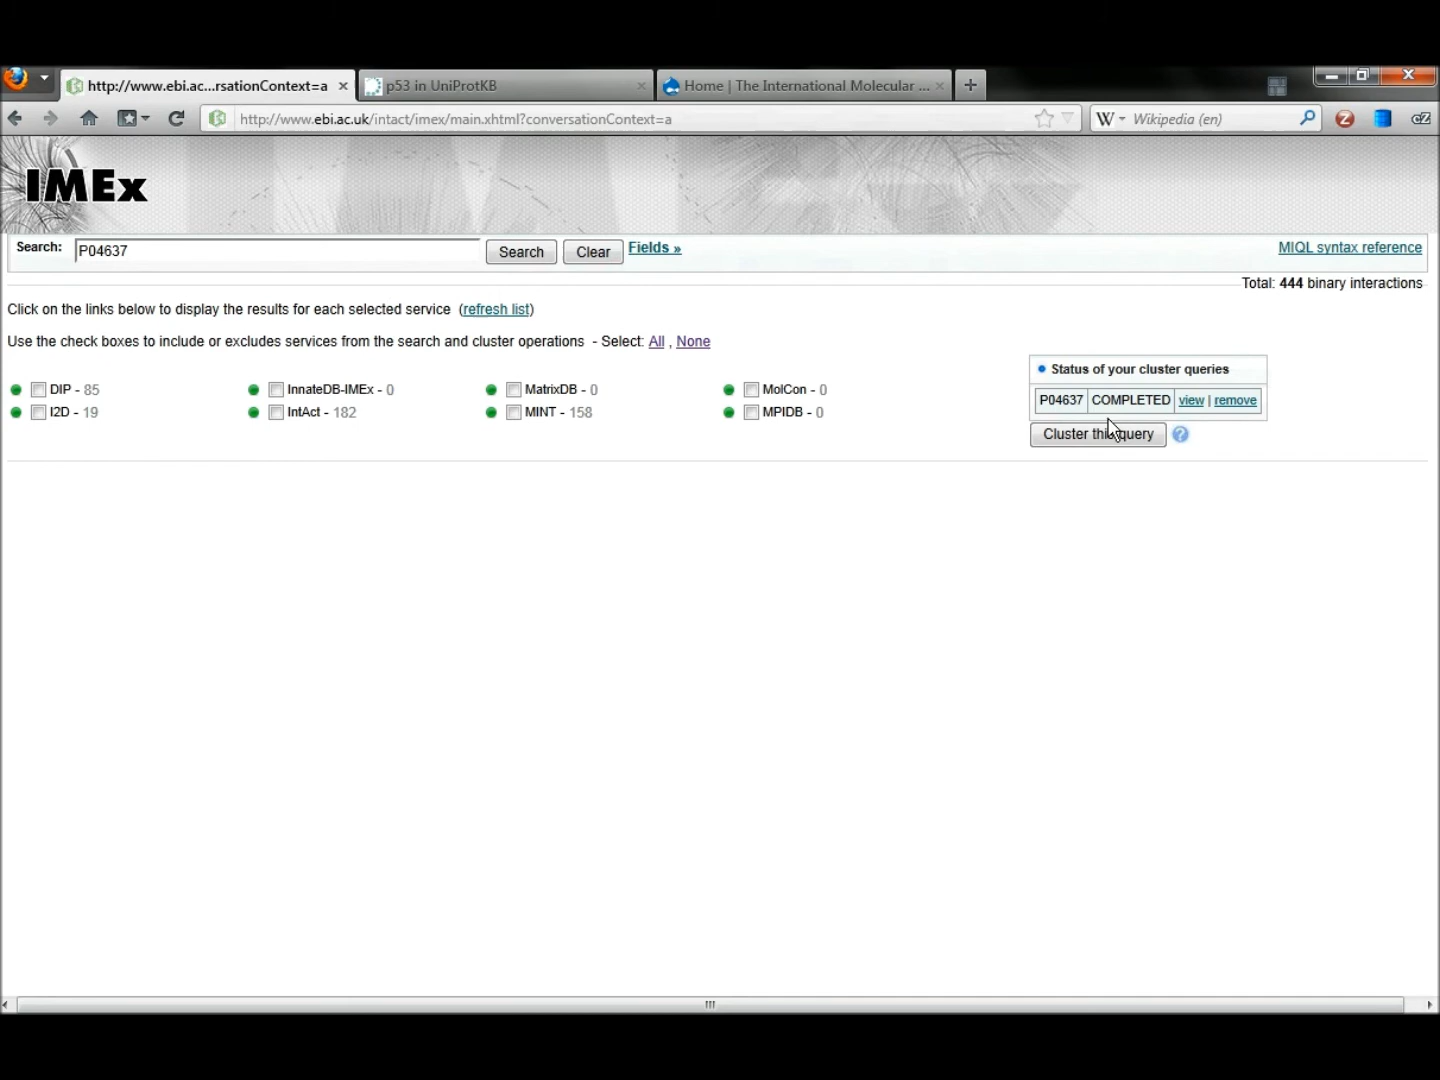 http://www.ebi.ac...rsationContext=a
p53 in UniProtKB
Home | The International Molecular ...
http://www.ebi.ac.uk/intact/imex/main.xhtml?conversationContext=a
W Wikipedia (en)
IMEx
Search: P04637 Search Clear Fields » MIQL syntax reference
Total: 444 binary interactions
Click on the links below to display the results for each selected service (refresh list)
Use the check boxes to include or excludes services from the search and cluster operations - Select: All , None
Status of your cluster queries
DIP - 85 InnateDB-IMEx - 0 MatrixDB - 0 MolCon - 0
P04637 COMPLETED view | remove
I2D - 19 IntAct - 182 MINT - 158 MPIDB - 0
Cluster this query ?